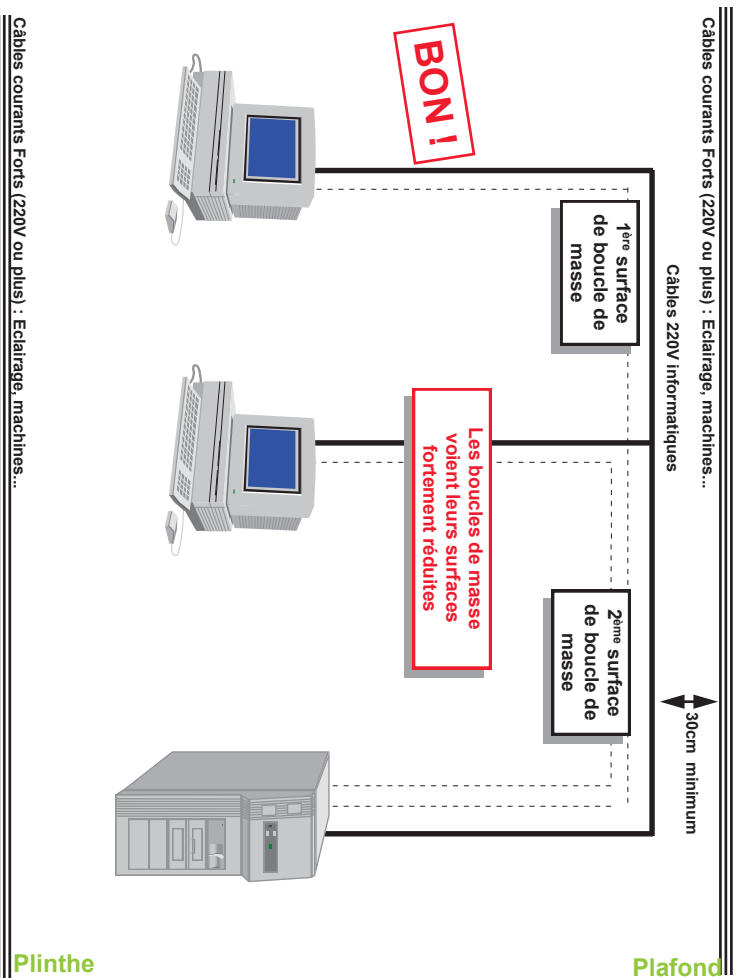 Câbles courants Forts (220V ou plus) : Eclairage, machines...
30cm minimum
Câbles 220V informatiques
1ère surface
de boucle de
masse
2ème surface
de boucle de
masse
BON !
Les boucles de masse
voient leurs surfaces
fortement réduites
Câbles courants Forts (220V ou plus) : Eclairage, machines...
Plinthe
Plafond